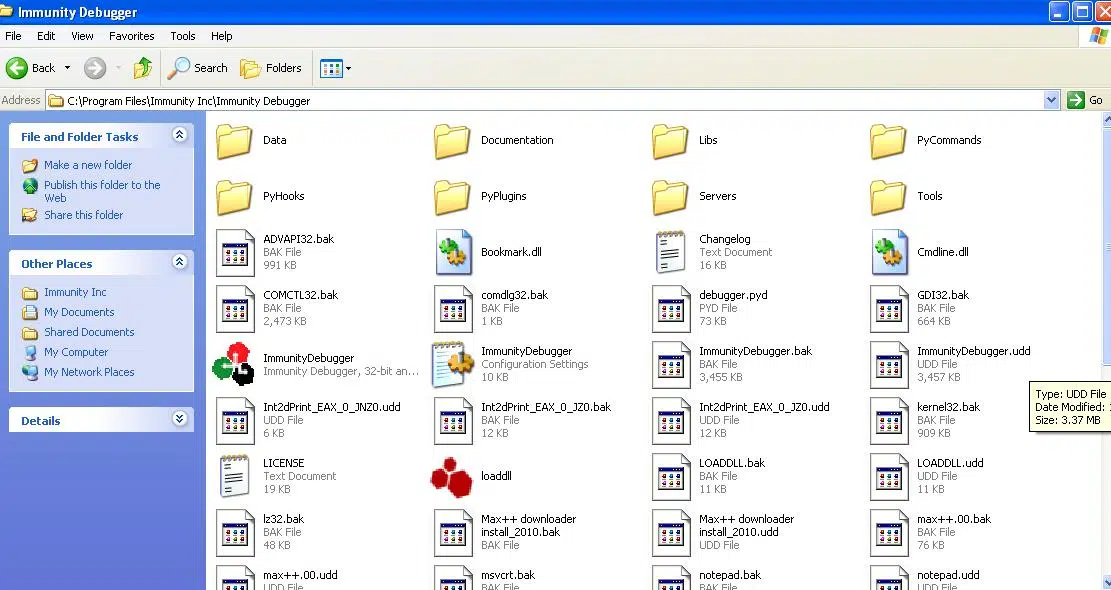 Immunity Debugger
File Edit View Favorites Tools Help
Back Search Folders
Address C:\Program Files\Immunity Inc\Immunity Debugger Go
File and Folder Tasks
Make a new folder
Publish this folder to the
Web
Share this folder
Other Places
Immunity Inc
My Documents
Shared Documents
My Computer
My Network Places
Details
Data
Documentation
Libs
PyCommands
PyHooks
PyPlugins
Servers
Tools
ADVAPI32.bak
BAK File
991 KB
Bookmark.dll
Changelog
Text Document
16 KB
Cmdline.dll
COMCTL32.bak
BAK File
2,473 KB
comdlg32.bak
BAK File
1 KB
debugger.pyd
PYD File
73 KB
GDI32.bak
BAK File
664 KB
ImmunityDebugger
Immunity Debugger, 32-bit an...
ImmunityDebugger
Configuration Settings
10 KB
ImmunityDebugger.bak
BAK File
3,455 KB
ImmunityDebugger.udd
UDD File
3,457 KB
Type: UDD File
Date Modified:
Size: 3.37 MB
Int2dPrint_EAX_0_JNZ0.udd
UDD File
6 KB
Int2dPrint_EAX_0_JZ0.bak
BAK File
12 KB
Int2dPrint_EAX_0_JZ0.udd
UDD File
12 KB
kernel32.bak
BAK File
909 KB
LICENSE
Text Document
19 KB
loaddll
LOADDLL.bak
BAK File
11 KB
LOADDLL.udd
UDD File
11 KB
lz32.bak
BAK File
48 KB
Max++ downloader
install_2010.bak
BAK File
Max++ downloader
install_2010.udd
UDD File
max++.00.bak
BAK File
76 KB
max++.00.udd
UDD File
msvcrt.bak
BAK File
notepad.bak
BAK File
notepad.udd
UDD File